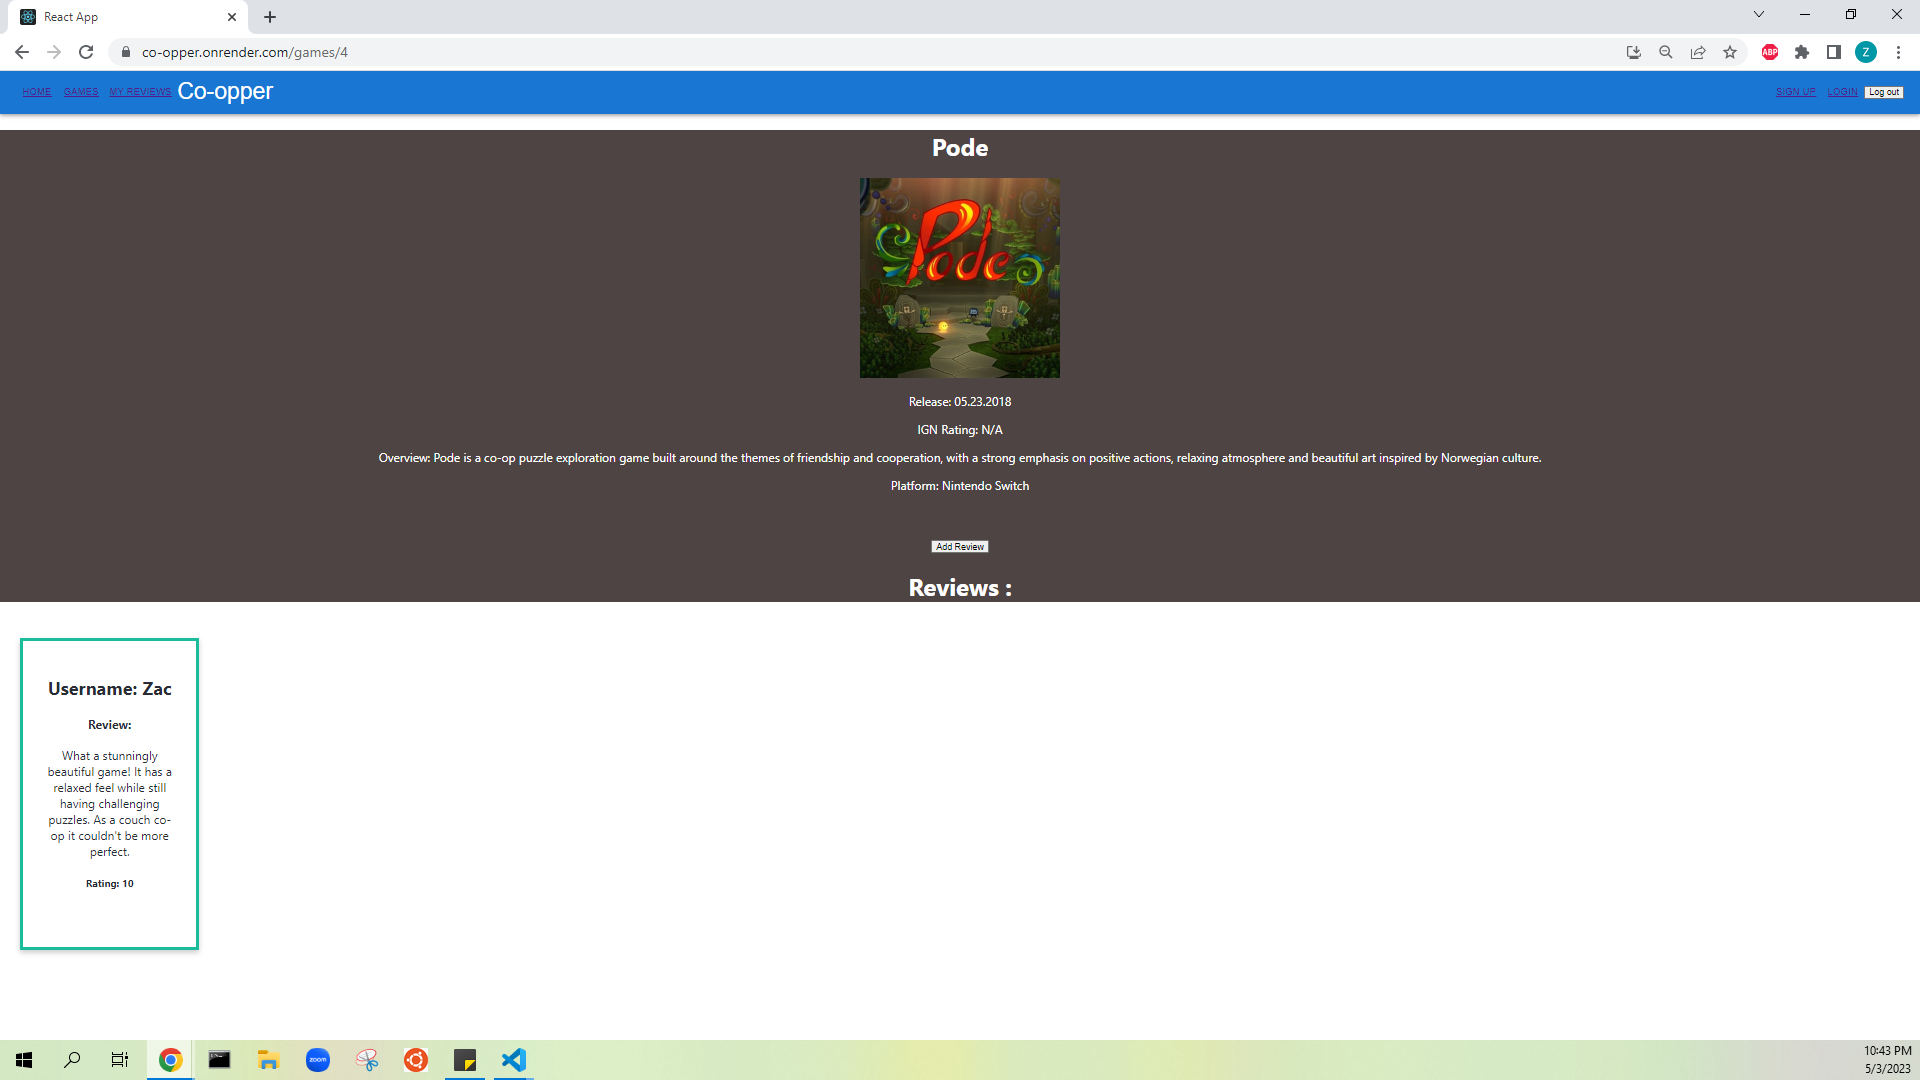 React App
co-opper.onrender.com/games/4
ABP
Z
HOME GAMES MY REVIEWS Co-opper SIGN UP LOGIN Log out
Pode
Pode
Release: 05.23.2018
IGN Rating: N/A
Overview: Pode is a co-op puzzle exploration game built around the themes of friendship and cooperation, with a strong emphasis on positive actions, relaxing atmosphere and beautiful art inspired by Norwegian culture.
Platform: Nintendo Switch
Add Review
Reviews :
Username: Zac
Review:
What a stunningly
beautiful game! It has a
relaxed feel while still
having challenging
puzzles. As a couch co-
op it couldn't be more
perfect.
Rating: 10
zoom
10:43 PM
5/3/2023